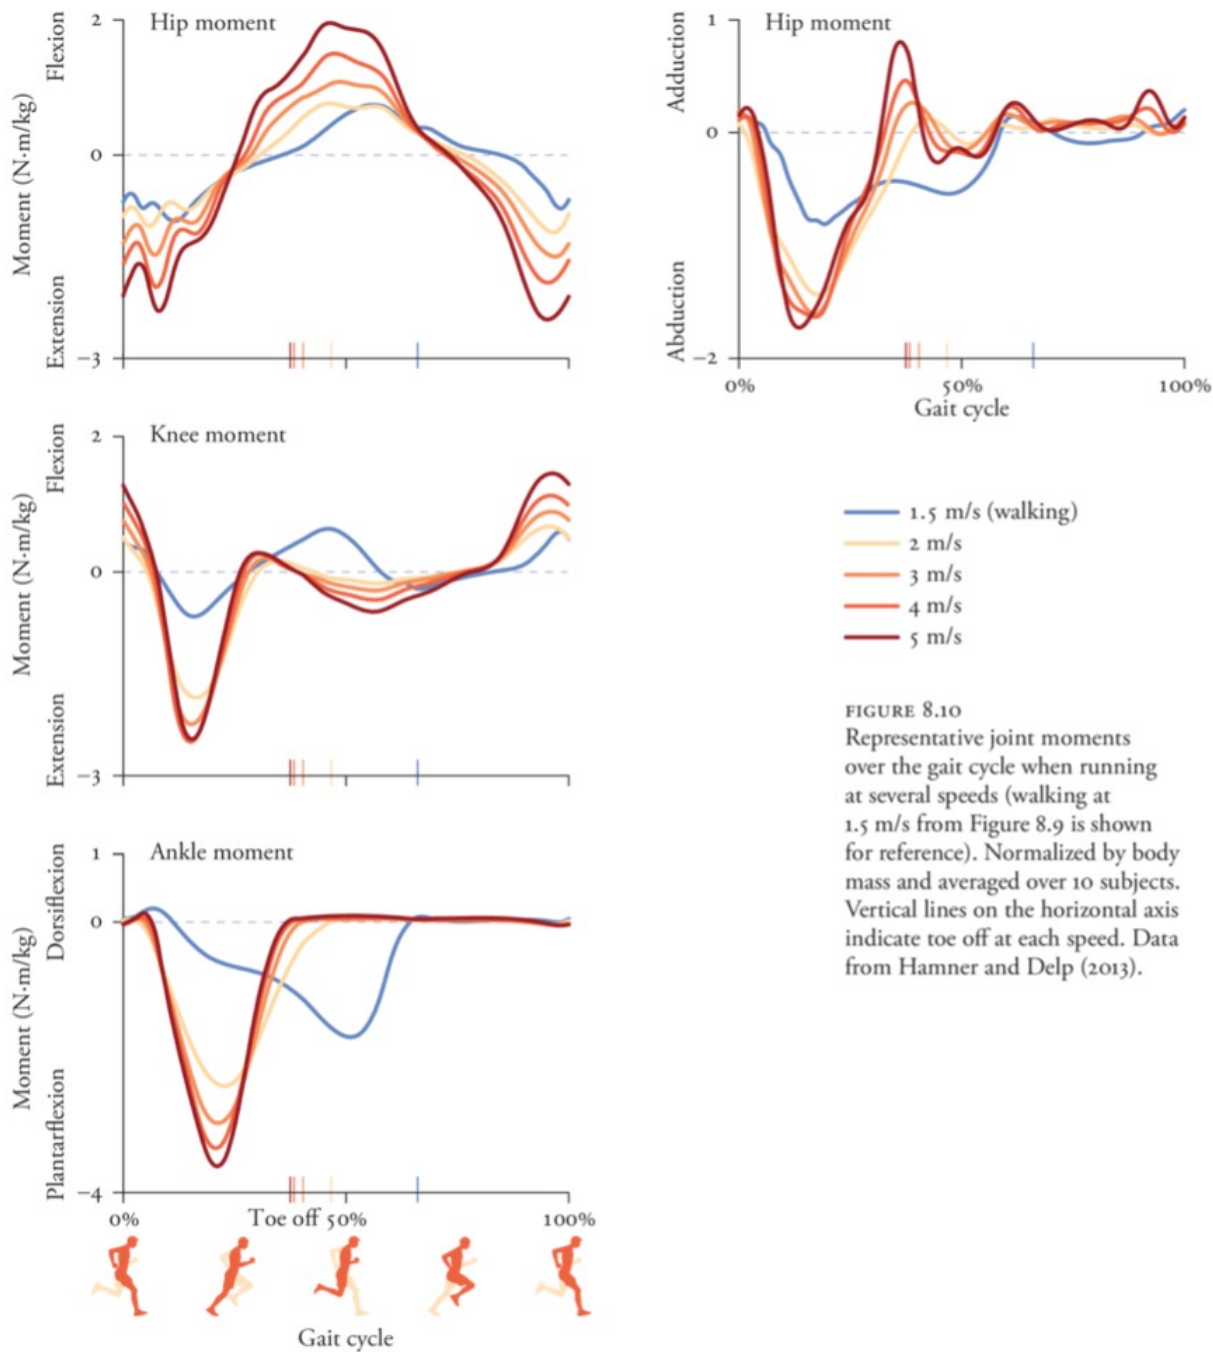 Hip moment
2
0
−3
Flexion
Extension
Moment (N·m/kg)
Hip moment
1
0
−2
Adduction
Abduction
0%
50%
100%
Gait cycle
Knee moment
2
0
−3
Flexion
Extension
Moment (N·m/kg)
1.5 m/s (walking)
2 m/s
3 m/s
4 m/s
5 m/s
FIGURE 8.10
Representative joint moments
over the gait cycle when running
at several speeds (walking at
1.5 m/s from Figure 8.9 is shown
for reference). Normalized by body
mass and averaged over 10 subjects.
Vertical lines on the horizontal axis
indicate toe off at each speed. Data
from Hamner and Delp (2013).
Ankle moment
1
0
−4
Dorsiflexion
Plantarflexion
Moment (N·m/kg)
0%
Toe off
50%
100%
Gait cycle